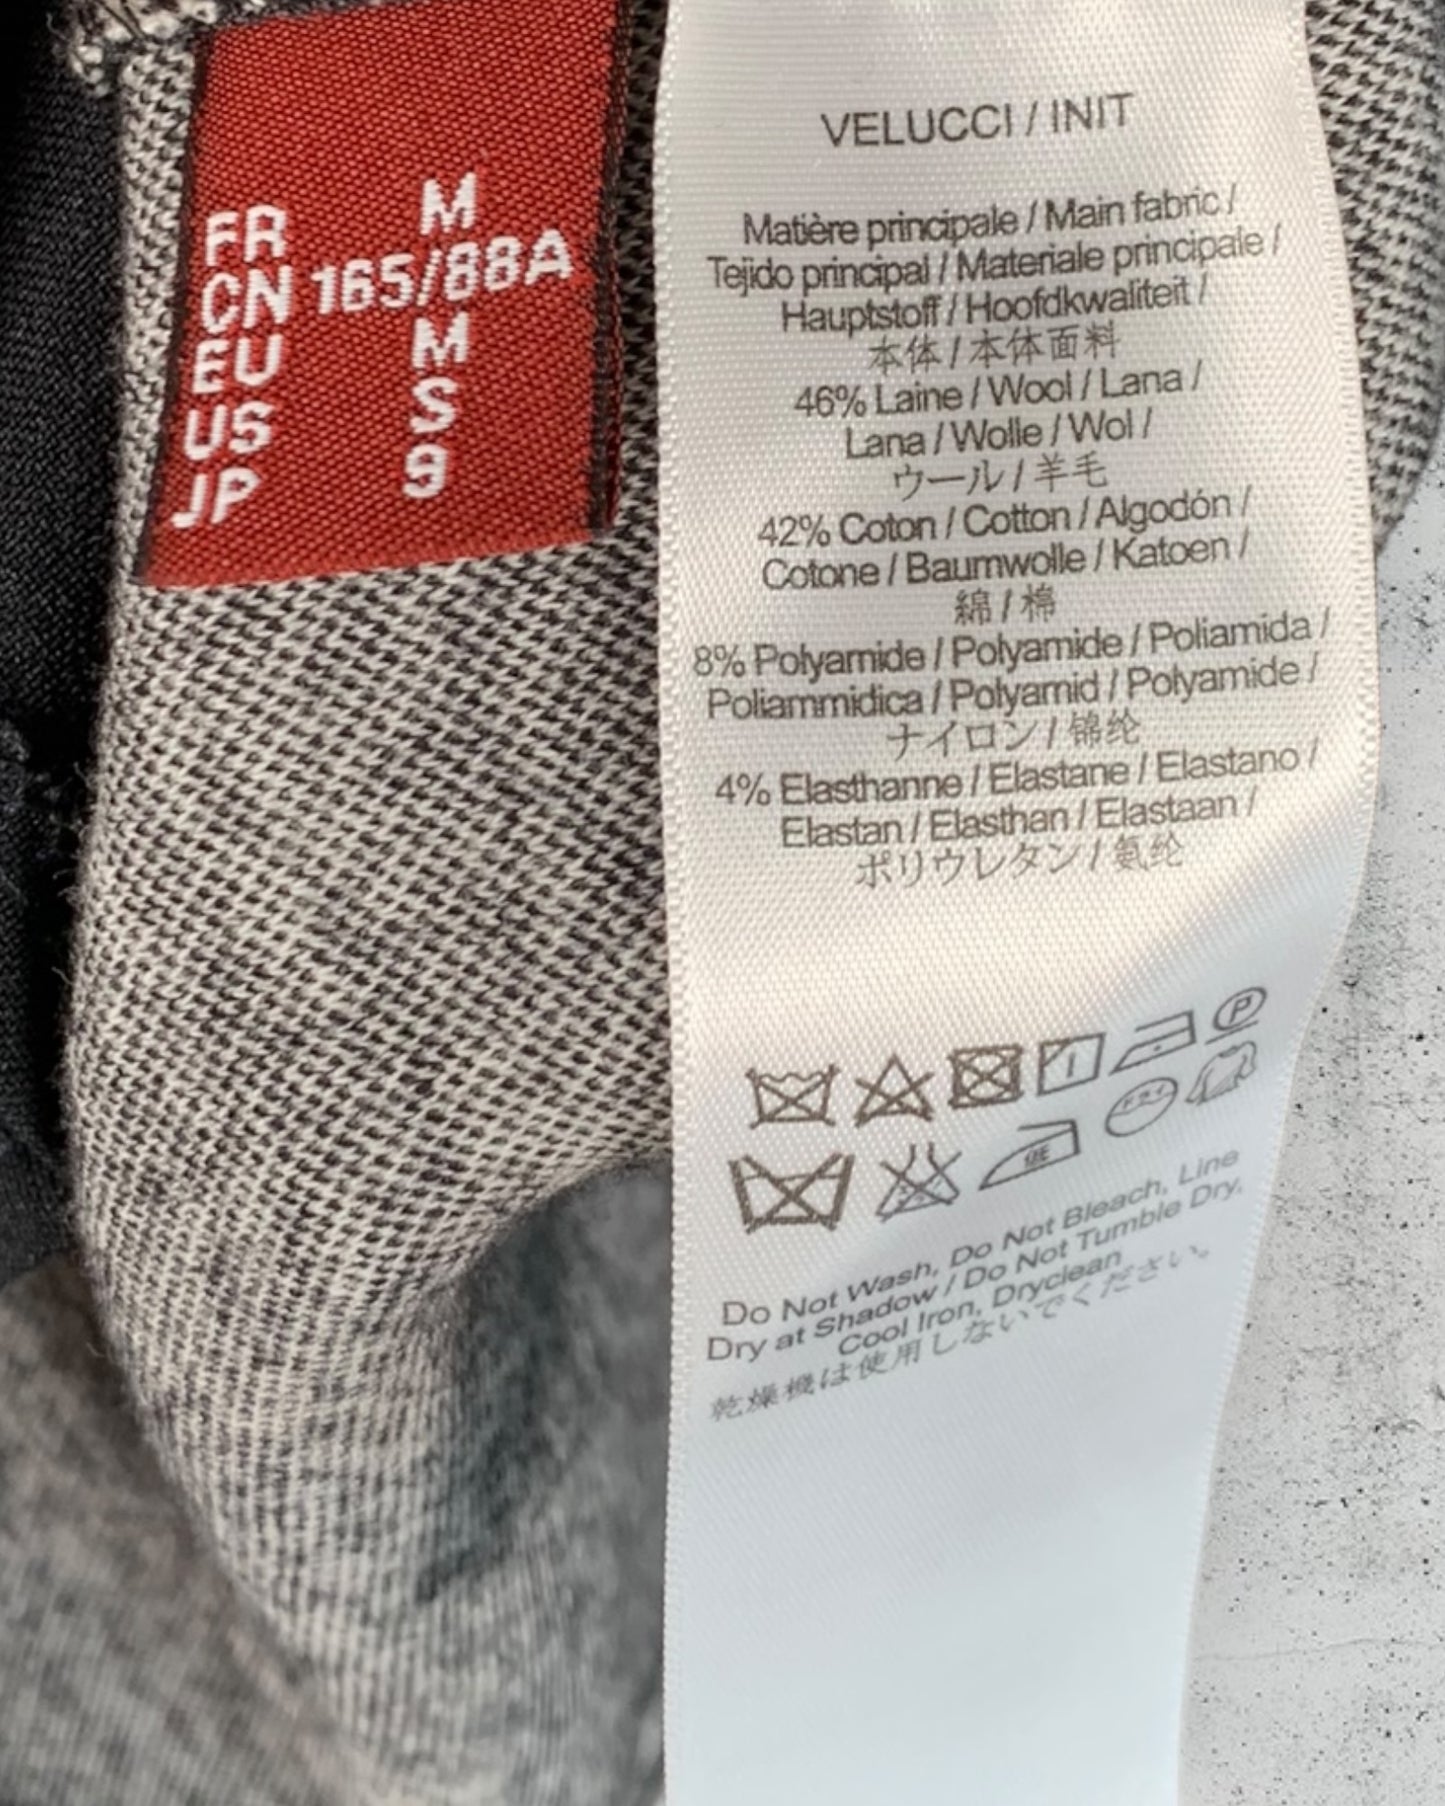 FR M
CN 165/88A
EU M
US S
JP 9
VELUCCI / INIT
Matière principale / Main fabric /
Tejido principal / Materiale principale /
Hauptstoff / Hoofdkwaliteit /
本体 / 本体面料
46% Laine / Wool / Lana /
Lana / Wolle / Wol /
ウール / 羊毛
42% Coton / Cotton / Algodón /
Cotone / Baumwolle / Katoen /
綿 / 棉
8% Polyamide / Polyamide / Poliamida /
Poliammidica / Polyamid / Polyamide /
ナイロン / 锦纶
4% Elasthanne / Elastane / Elastano /
Elastan / Elasthan / Elastaan /
ポリウレタン / 氨纶
P
Do Not Wash, Do Not Bleach, Line
Dry at Shadow / Do Not Tumble Dry.
Cool Iron, Dryclean
乾燥機は使用しないでください。